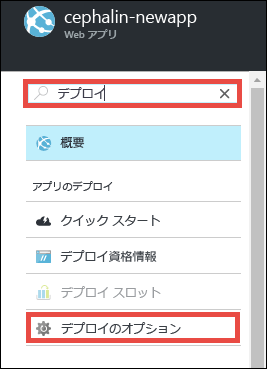 cephalin-newapp
Web アプリ
デプロイ
概要
アプリのデプロイ
クイック スタート
デプロイ資格情報
デプロイ スロット
デプロイのオプション